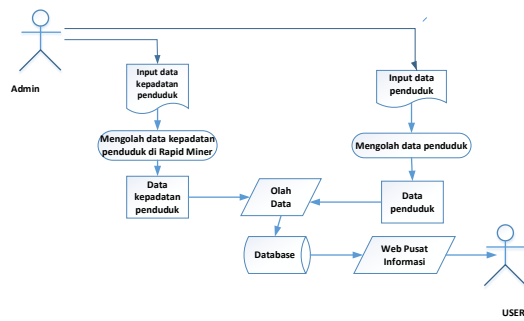 Admin
Input data
kepadatan
penduduk
Input data
penduduk
Mengolah data kepadatan
penduduk di Rapid Miner
Mengolah data penduduk
Data
kepadatan
penduduk
Olah
Data
Data
penduduk
Database
Web Pusat
Informasi
USER